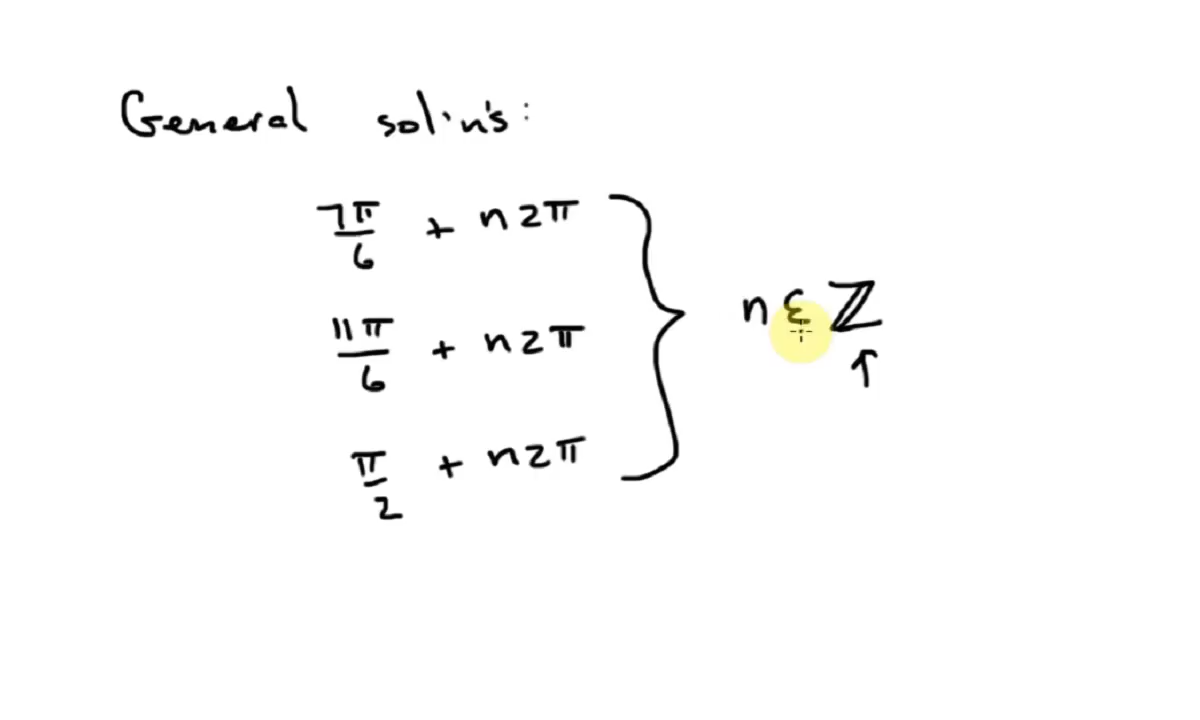 General sol'n's:
7π/6 + n2π
11π/6 + n2π
π/2 + n2π
n ε ℤ
↑